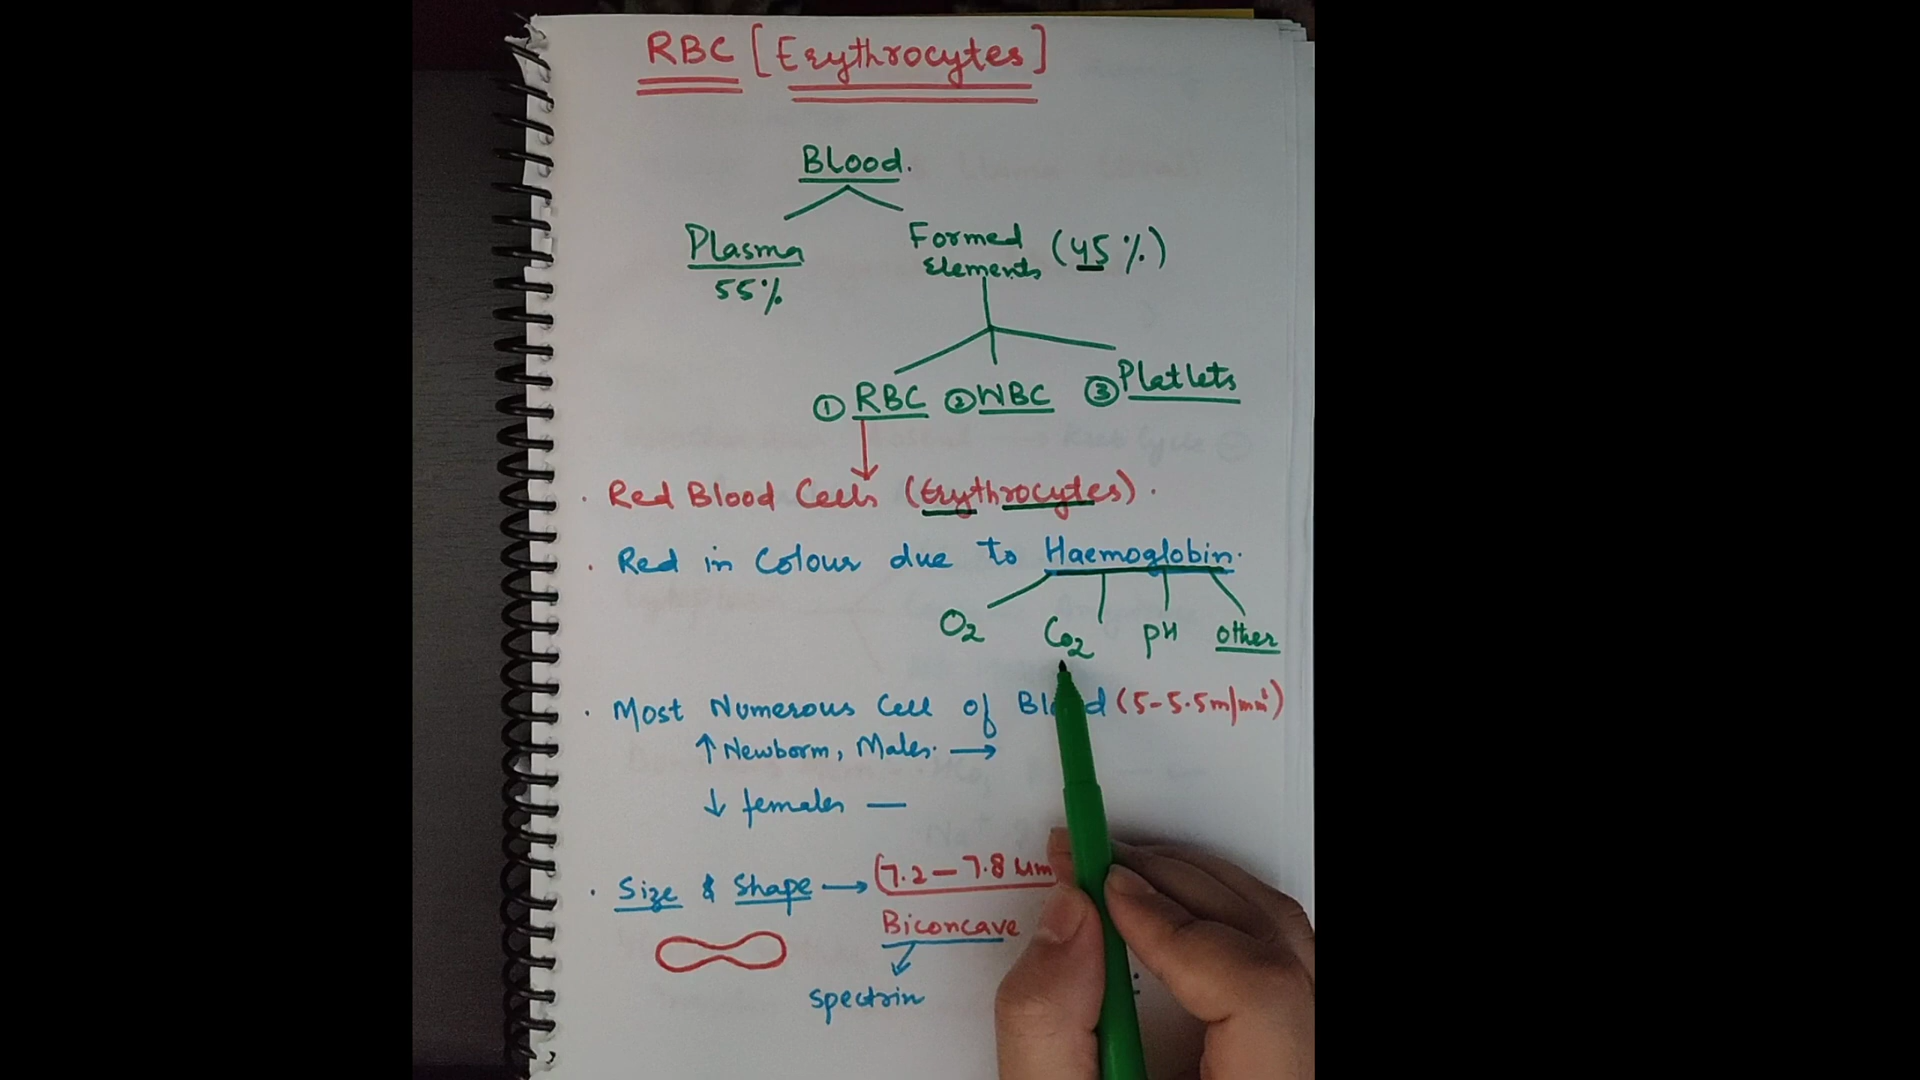 RBC [Erythrocytes]
Blood.
Plasma
55%
Formed Elements (45%)
① RBC ② WBC ③ Platlets
· Red Blood Cells (Erythrocytes).
· Red in Colour due to Haemoglobin.
O2 Co2 pH other
· Most Numerous Cell of (5-5.5m/mm³)
↑ Newborn, Males. →
↓ females —
· Size & Shape → (7.2 — 7.8 um
Biconcave
spectrin